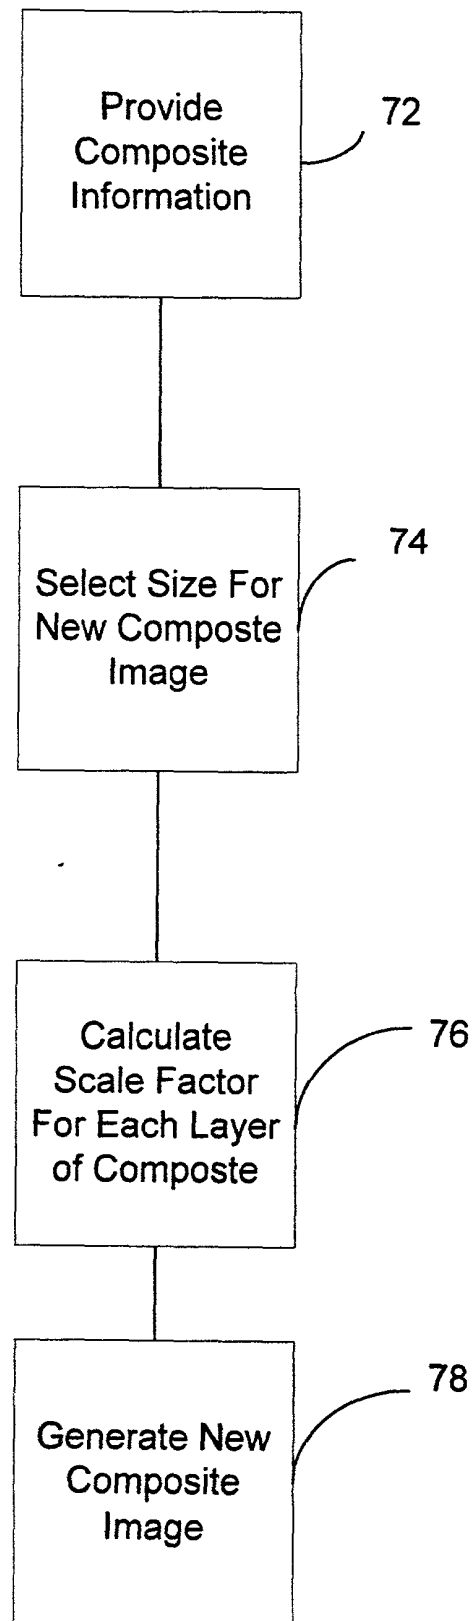 Provide
Composite
Information
72
Select Size For
New Composte
Image
74
Calculate
Scale Factor
For Each Layer
of Composte
76
Generate New
Composite
Image
78